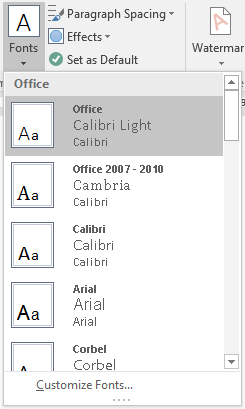 A
Fonts
Paragraph Spacing
Effects
Set as Default
Watermar
Office
Aa
Office
Calibri Light
Calibri
Aa
Office 2007 - 2010
Cambria
Calibri
Aa
Calibri
Calibri
Calibri
Aa
Arial
Arial
Arial
Aa
Corbel
Corbel
Customize Fonts...